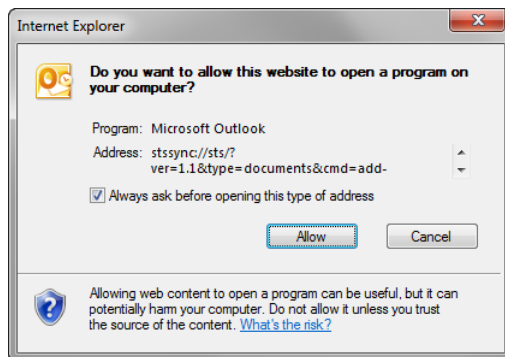 Internet Explorer
Do you want to allow this website to open a program on
your computer?
Program: Microsoft Outlook
Address: stssync://sts/?
ver=1.1&type=documents&cmd=add-
Always ask before opening this type of address
Allow Cancel
Allowing web content to open a program can be useful, but it can
potentially harm your computer. Do not allow it unless you trust
the source of the content. What's the risk?